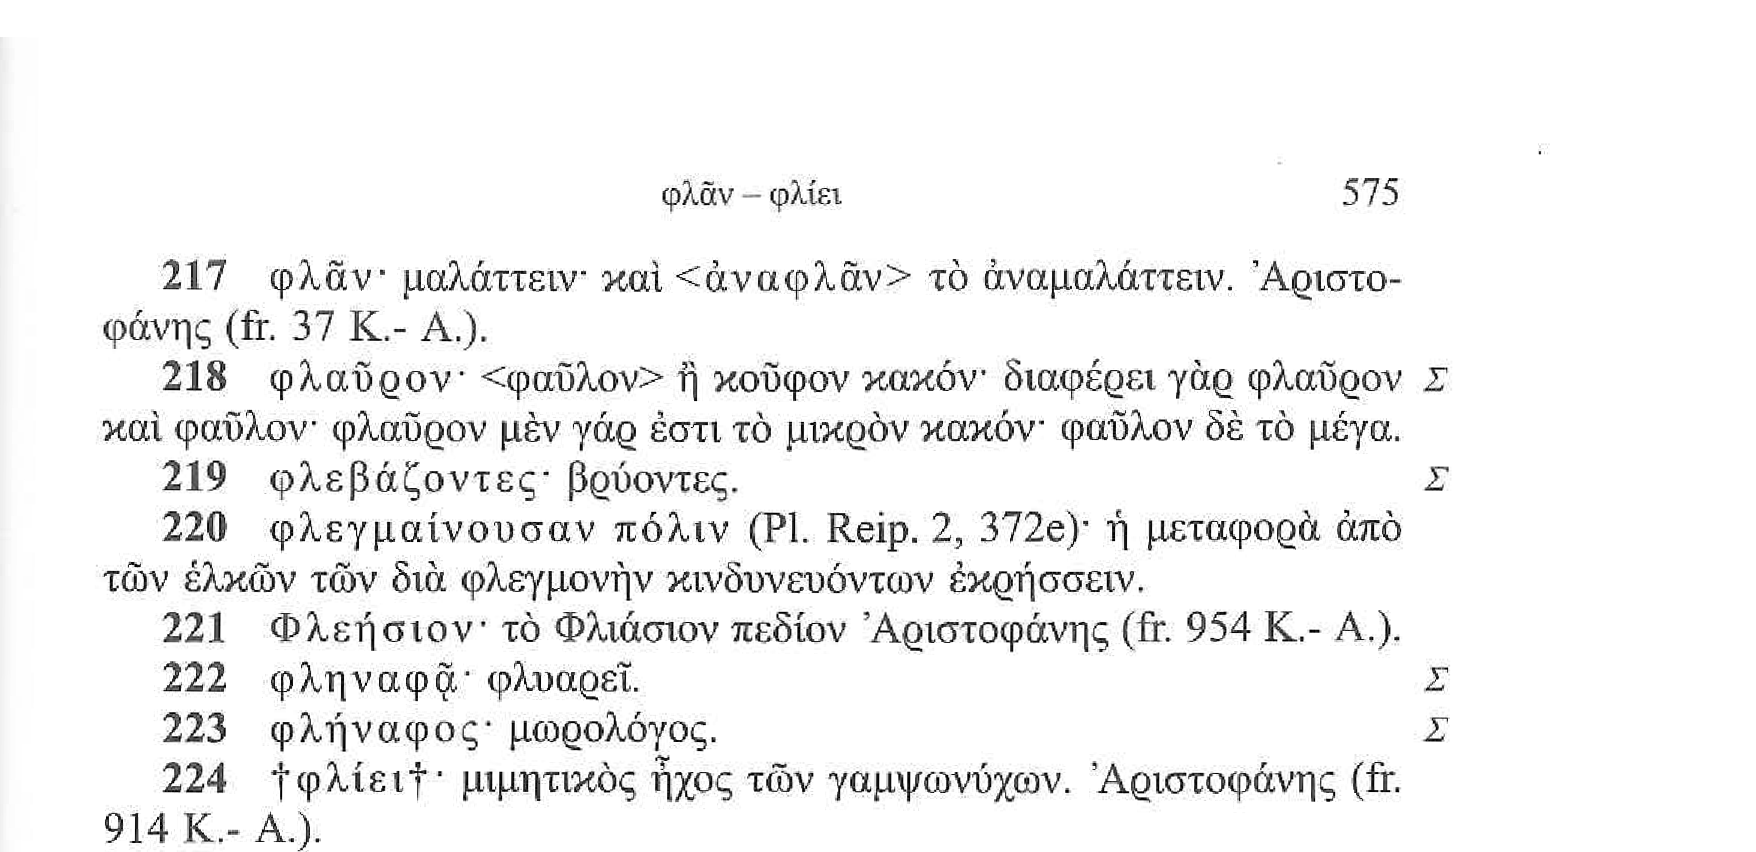 φλᾶν – φλίει 575
217 φλᾶν· μαλάττειν· καὶ <ἀναφλᾶν> τὸ ἀναμαλάττειν. Ἀριστο-
φάνης (fr. 37 K.- A.).
218 φλαῦρον· <φαῦλον> ἢ κοῦφον κακόν· διαφέρει γὰρ φλαῦρον Σ
καὶ φαῦλον· φλαῦρον μὲν γάρ ἐστι τὸ μικρὸν κακόν· φαῦλον δὲ τὸ μέγα.
219 φλεβάζοντες· βρύοντες. Σ
220 φλεγμαίνουσαν πόλιν (Pl. Reip. 2, 372e)· ἡ μεταφορὰ ἀπὸ
τῶν ἑλκῶν τῶν διὰ φλεγμονὴν κινδυνευόντων ἐκρήσσειν.
221 Φλεήσιον· τὸ Φλιάσιον πεδίον Ἀριστοφάνης (fr. 954 K.- A.).
222 φληναφᾷ· φλυαρεῖ. Σ
223 φλήναφος· μωρολόγος. Σ
224 †φλίει†· μιμητικὸς ἦχος τῶν γαμψωνύχων. Ἀριστοφάνης (fr.
914 K.- A.).